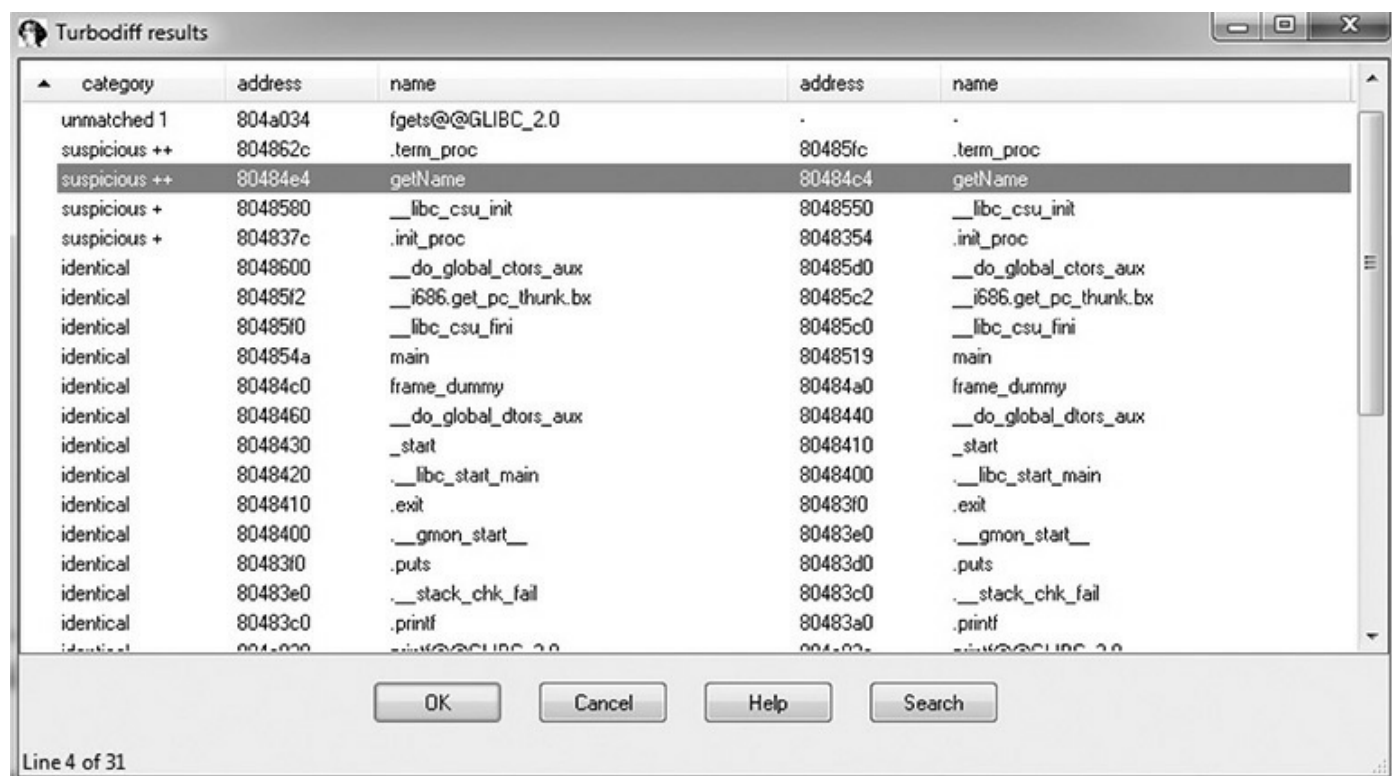 Turbodiff results
category address name address name
unmatched 1 804a034 fgets@@GLIBC_2.0 - -
suspicious ++ 804862c .term_proc 80485fc .term_proc
suspicious ++ 80484e4 getName 80484c4 getName
suspicious + 8048580 __libc_csu_init 8048550 __libc_csu_init
suspicious + 804837c .init_proc 8048354 .init_proc
identical 8048600 __do_global_ctors_aux 80485d0 __do_global_ctors_aux
identical 80485f2 __i686.get_pc_thunk.bx 80485c2 __i686.get_pc_thunk.bx
identical 80485f0 __libc_csu_fini 80485c0 __libc_csu_fini
identical 804854a main 8048519 main
identical 80484c0 frame_dummy 80484a0 frame_dummy
identical 8048460 __do_global_dtors_aux 8048440 __do_global_dtors_aux
identical 8048430 _start 8048410 _start
identical 8048420 .__libc_start_main 8048400 .__libc_start_main
identical 8048410 .exit 80483f0 .exit
identical 8048400 .__gmon_start__ 80483e0 .__gmon_start__
identical 80483f0 .puts 80483d0 .puts
identical 80483e0 .__stack_chk_fail 80483c0 .__stack_chk_fail
identical 80483c0 .printf 80483a0 .printf
OK Cancel Help Search
Line 4 of 31